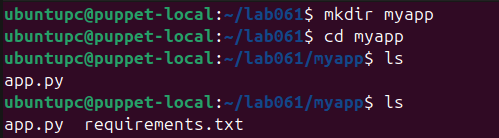 ubuntupc@puppet-local:~/lab061$ mkdir myapp
ubuntupc@puppet-local:~/lab061$ cd myapp
ubuntupc@puppet-local:~/lab061/myapp$ ls
app.py
ubuntupc@puppet-local:~/lab061/myapp$ ls
app.py  requirements.txt